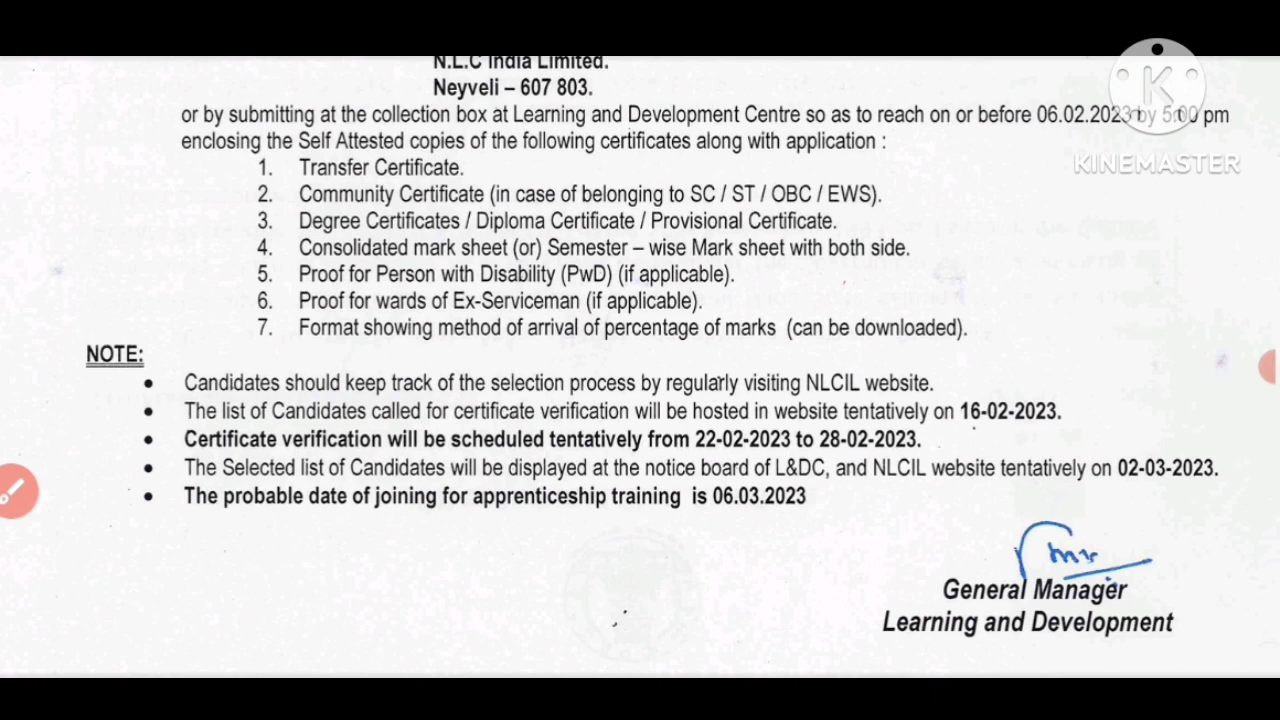 N.L.C India Limited.
Neyveli – 607 803.
or by submitting at the collection box at Learning and Development Centre so as to reach on or before 06.02.2023 by 5:00 pm
enclosing the Self Attested copies of the following certificates along with application :
1. Transfer Certificate.
2. Community Certificate (in case of belonging to SC / ST / OBC / EWS).
3. Degree Certificates / Diploma Certificate / Provisional Certificate.
4. Consolidated mark sheet (or) Semester – wise Mark sheet with both side.
5. Proof for Person with Disability (PwD) (if applicable).
6. Proof for wards of Ex-Serviceman (if applicable).
7. Format showing method of arrival of percentage of marks (can be downloaded).
NOTE:
• Candidates should keep track of the selection process by regularly visiting NLCIL website.
• The list of Candidates called for certificate verification will be hosted in website tentatively on 16-02-2023.
• Certificate verification will be scheduled tentatively from 22-02-2023 to 28-02-2023.
• The Selected list of Candidates will be displayed at the notice board of L&DC, and NLCIL website tentatively on 02-03-2023.
• The probable date of joining for apprenticeship training is 06.03.2023
General Manager
Learning and Development
K
KINEMASTER